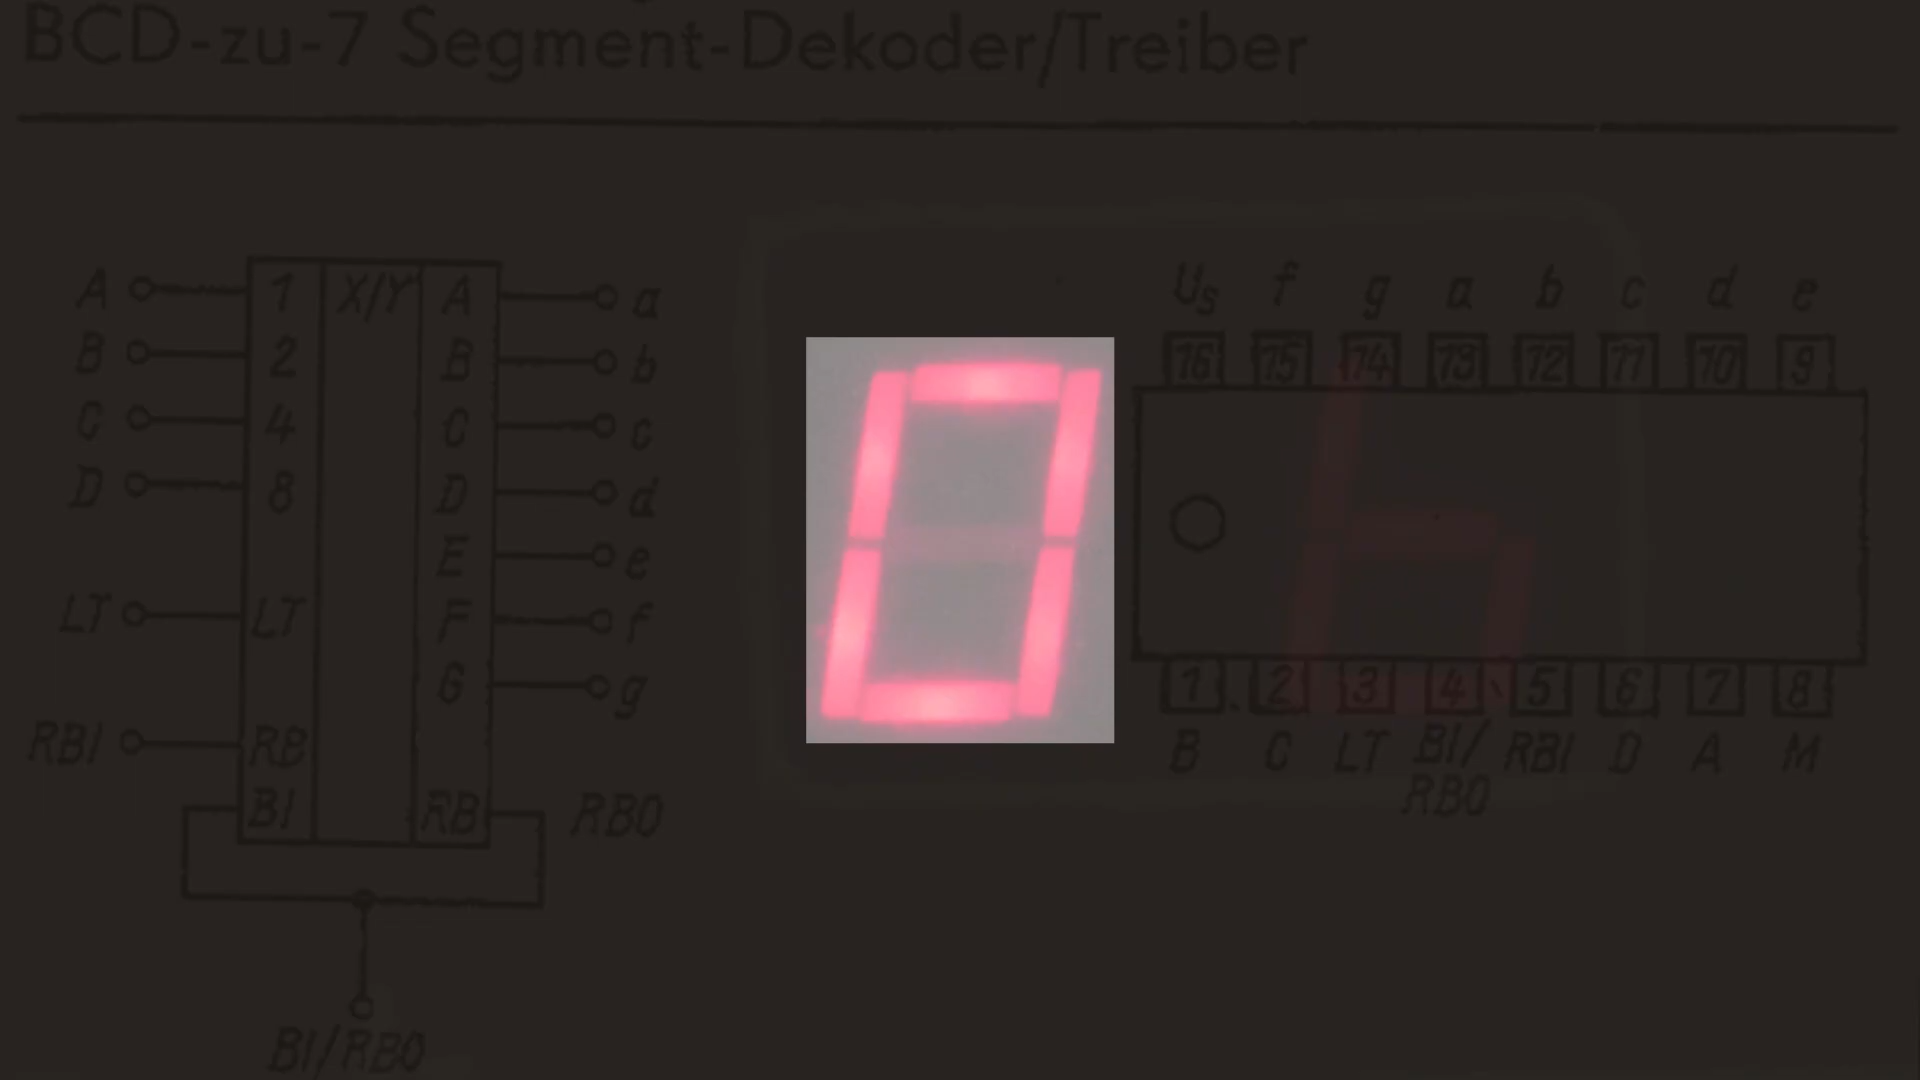 BCD-zu-7 Segment-Dekoder/Treiber
A 1 X/Y A a
B 2 B b
C 4 C c
D 8 D d
E e
LT LT F f
G g
RBI RB
BI RB RBO
BI/RBO
0
Us f g a b c d e
16 15 14 13 12 11 10 9
1 2 3 4 5 6 7 8
B C LT BI/RBO RBI D A M